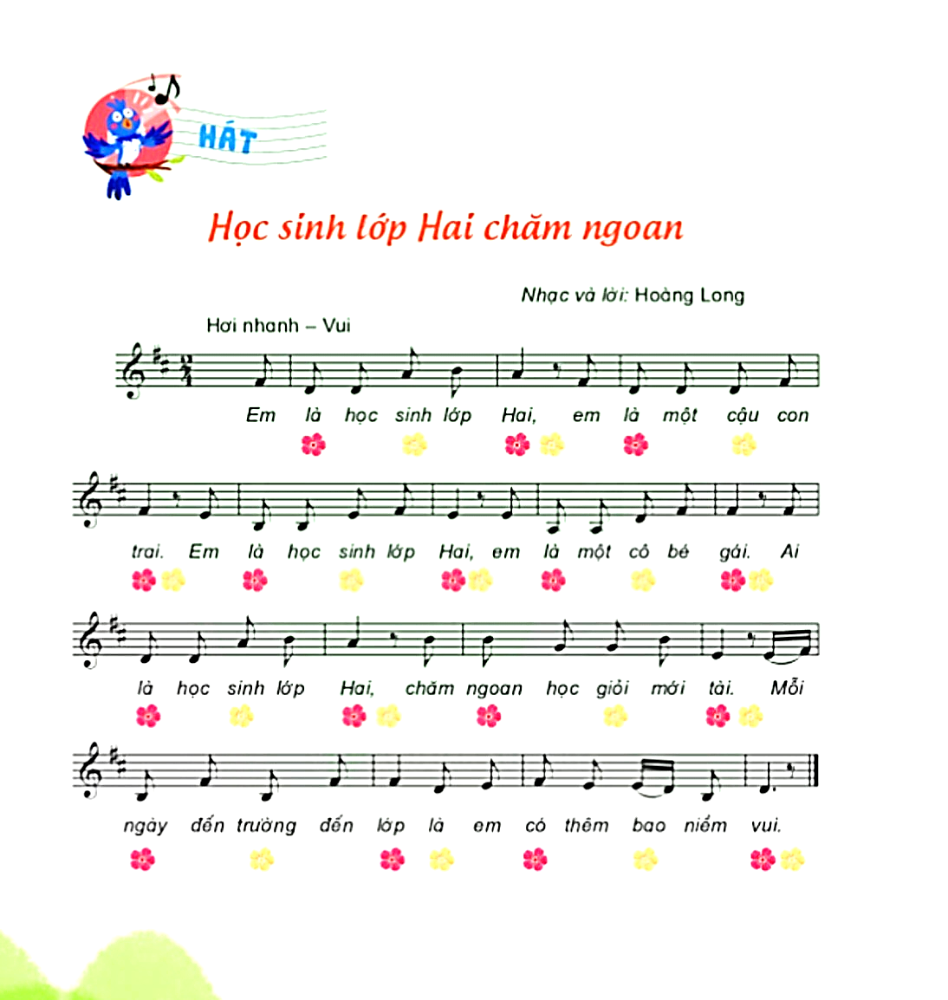 HÁT
Học sinh lớp Hai chăm ngoan
Nhạc và lời: Hoàng Long
Hơi nhanh – Vui
2
4
Em là học sinh lớp Hai, em là một cậu con
trai. Em là học sinh lớp Hai, em là một cô bé gái. Ai
là học sinh lớp Hai, chăm ngoan học giỏi mới tài. Mỗi
ngày đến trường đến lớp là em có thêm bao niềm vui.